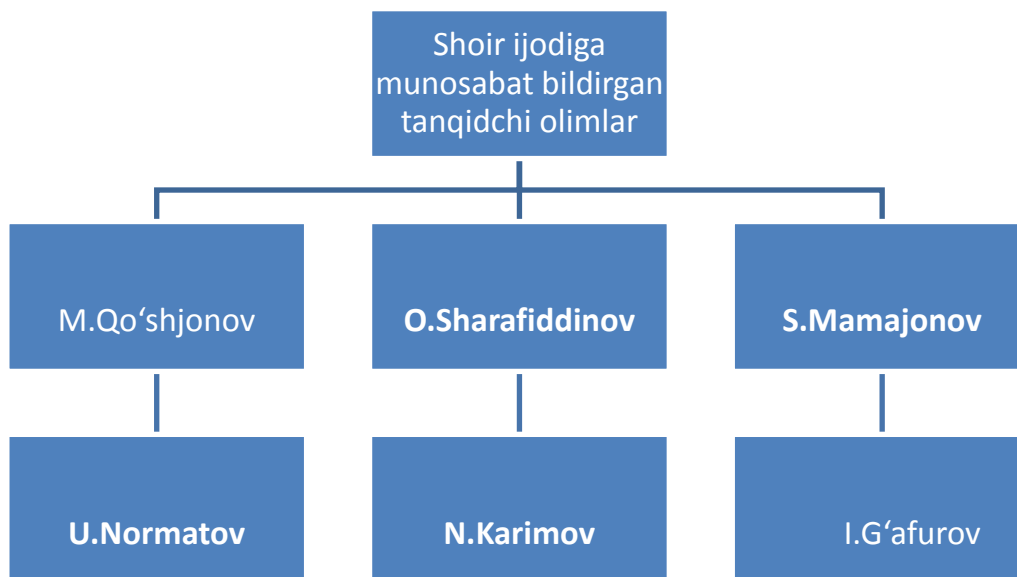 Shoir ijodiga
munosabat bildirgan
tanqidchi olimlar
M.Qo‘shjonov
O.Sharafiddinov
S.Mamajonov
U.Normatov
N.Karimov
I.G‘afurov